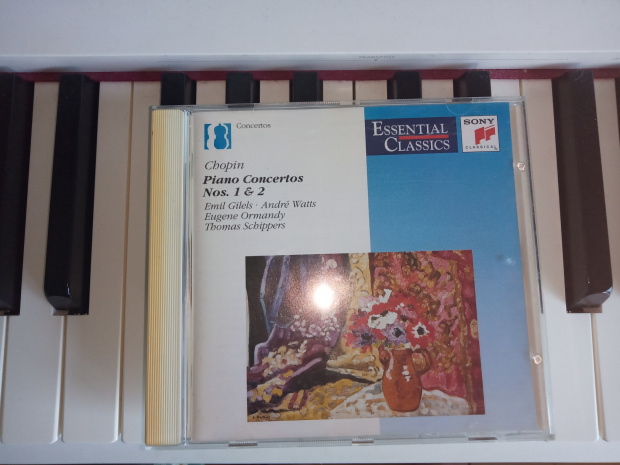 Concertos
ESSENTIAL
CLASSICS
SONY
CLASSICAL
Chopin
Piano Concertos
Nos. 1 & 2
Emil Gilels · André Watts
Eugene Ormandy
Thomas Schippers